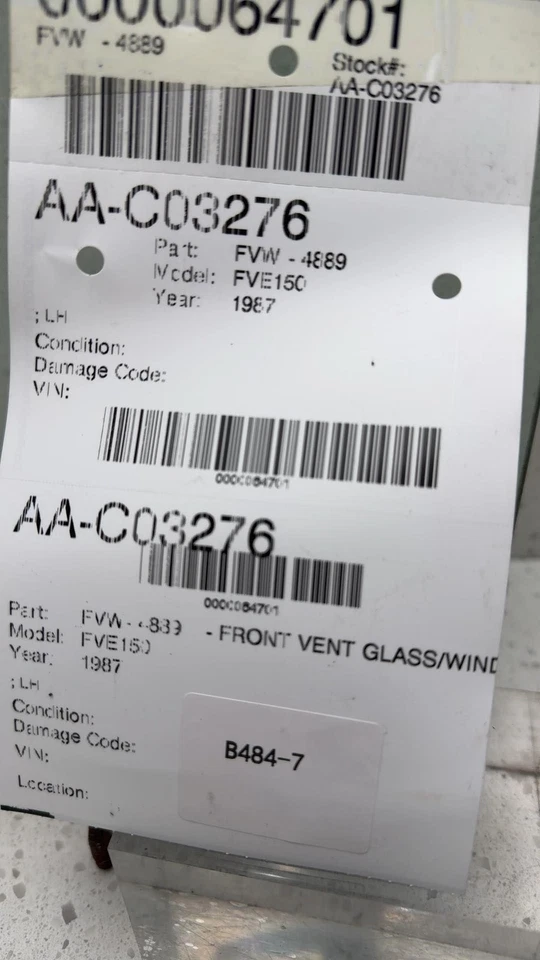 0000064701
FVW - 4889
Stock#:
AA-C03276
AA-C03276
Part: FVW - 4889
Model: FVE150
Year: 1987
; LH
Condition:
Damage Code:
VIN:
0000064701
AA-C03276
0000064701
Part: FVW - 4889 - FRONT VENT GLASS/WIND
Model: FVE150
Year: 1987
; LH
Condition:
Damage Code:
VIN:
B484-7
Location: